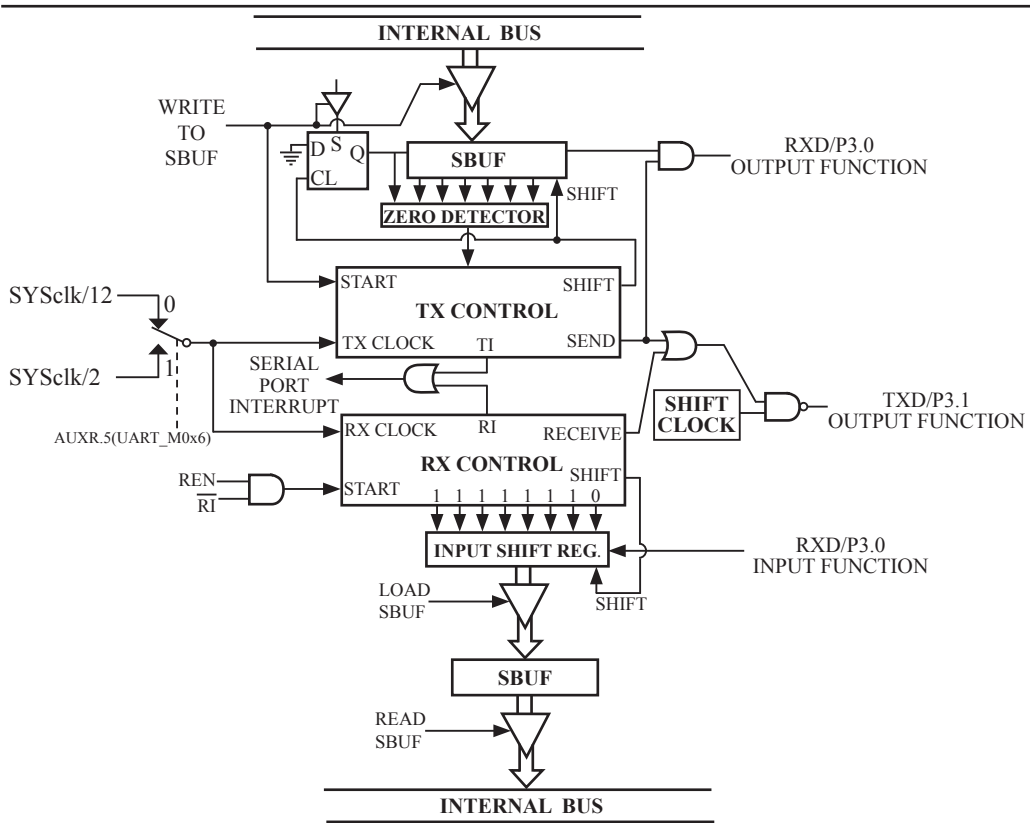 INTERNAL BUS
WRITE
TO
SBUF
D S Q
CL
SBUF
SHIFT
ZERO DETECTOR
RXD/P3.0
OUTPUT FUNCTION
START
SHIFT
TX CONTROL
TX CLOCK
TI
SEND
SYSclk/12
0
SYSclk/2
1
AUXR.5(UART_M0x6)
SERIAL
PORT
INTERRUPT
SHIFT
CLOCK
TXD/P3.1
OUTPUT FUNCTION
RX CLOCK
RI
RECEIVE
RX CONTROL
SHIFT
REN
RI
START
1 1 1 1 1 1 1 0
INPUT SHIFT REG.
RXD/P3.0
INPUT FUNCTION
LOAD
SBUF
SHIFT
SBUF
READ
SBUF
INTERNAL BUS